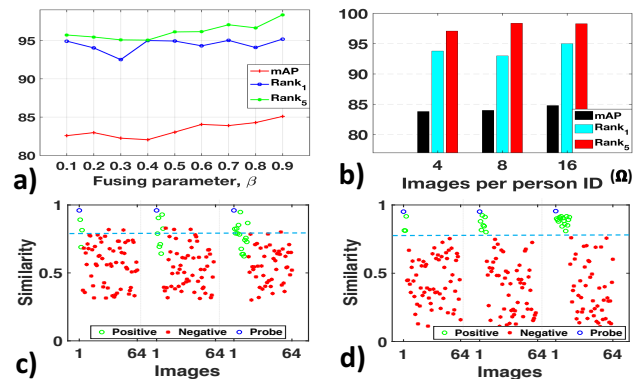 95
90
85
80
0.1 0.2 0.3 0.4 0.5 0.6 0.7 0.8 0.9
mAP
Rank1
Rank5
a) Fusing parameter, β
100
95
90
85
80
4 8 16
mAP
Rank1
Rank5
b) Images per person ID (Ω)
Similarity
1
0.5
0
Positive Negative Probe
1 64 1 64 1 64
c) Images
Similarity
1
0.5
0
Positive Negative Probe
1 64 1 64 1 64
d) Images